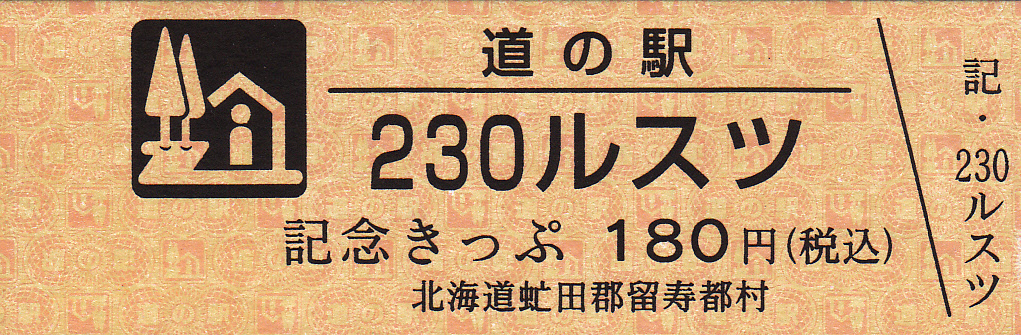 道の駅
230ルスツ
記念きっぷ 180円(税込)
北海道虻田郡留寿都村
記・230ルスツ